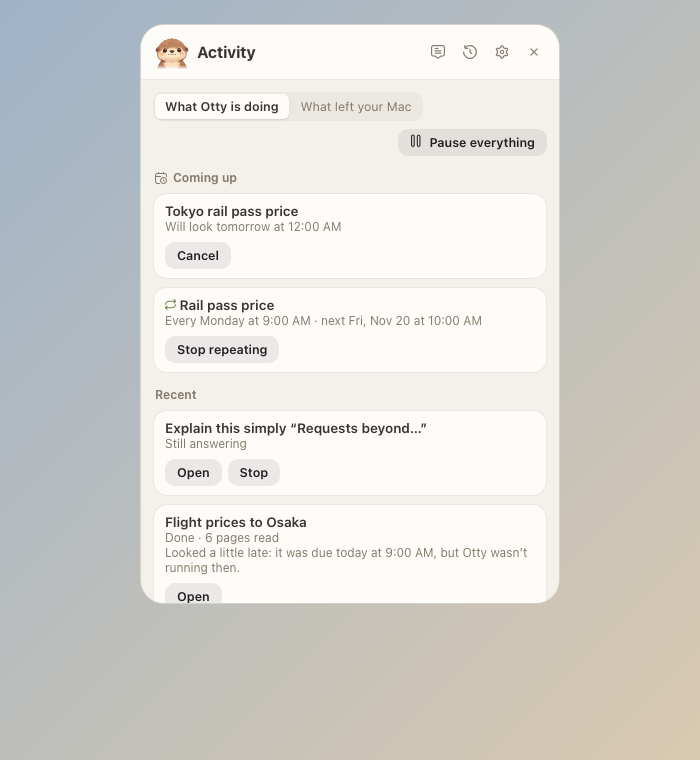 Activity
What Otty is doing
What left your Mac
Pause everything
Coming up
Tokyo rail pass price
Will look tomorrow at 12:00 AM
Cancel
Rail pass price
Every Monday at 9:00 AM · next Fri, Nov 20 at 10:00 AM
Stop repeating
Recent
Explain this simply “Requests beyond…”
Still answering
Open
Stop
Flight prices to Osaka
Done · 6 pages read
Looked a little late: it was due today at 9:00 AM, but Otty wasn’t
running then.
Open